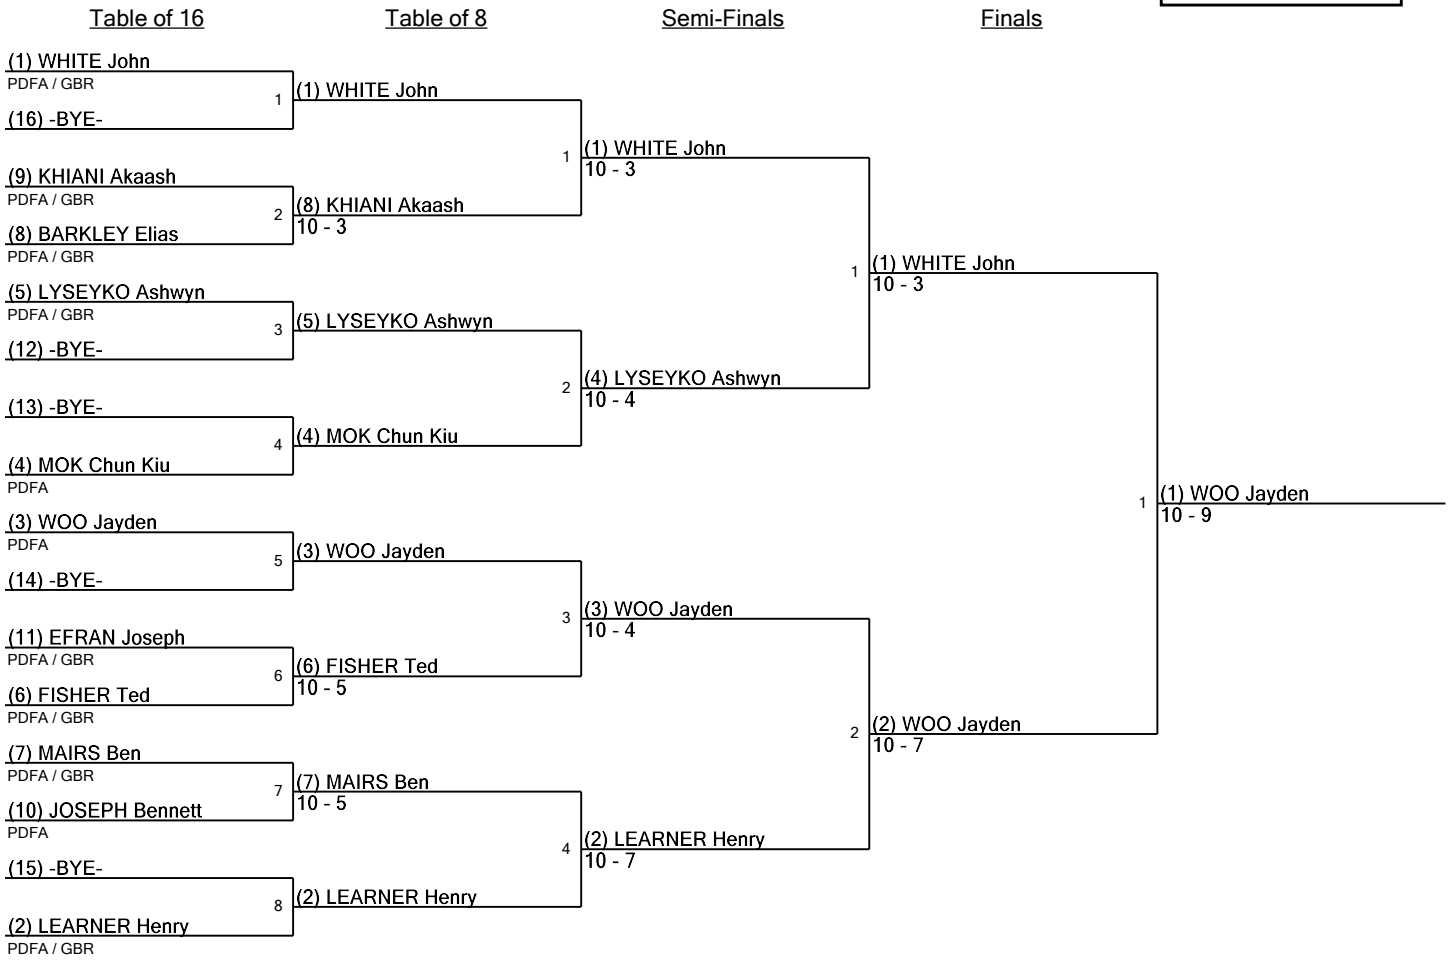 Table of 16
Table of 8
Semi-Finals
Finals
(1) WHITE John
PDFA / GBR
1
(16) -BYE-
(9) KHIANI Akaash
PDFA / GBR
2
(8) BARKLEY Elias
PDFA / GBR
(5) LYSEYKO Ashwyn
PDFA / GBR
3
(12) -BYE-
(13) -BYE-
4
(4) MOK Chun Kiu
PDFA
(3) WOO Jayden
PDFA
5
(14) -BYE-
(11) EFRAN Joseph
PDFA / GBR
6
(6) FISHER Ted
PDFA / GBR
(7) MAIRS Ben
PDFA / GBR
7
(10) JOSEPH Bennett
PDFA
(15) -BYE-
8
(2) LEARNER Henry
PDFA / GBR
(1) WHITE John
1
(8) KHIANI Akaash
10 - 3
(5) LYSEYKO Ashwyn
2
(4) MOK Chun Kiu
(3) WOO Jayden
3
(6) FISHER Ted
10 - 5
(7) MAIRS Ben
10 - 5
4
(2) LEARNER Henry
(1) WHITE John
10 - 3
1
(4) LYSEYKO Ashwyn
10 - 4
(3) WOO Jayden
10 - 4
2
(2) LEARNER Henry
10 - 7
(1) WHITE John
10 - 3
1
(2) WOO Jayden
10 - 7
(1) WOO Jayden
10 - 9